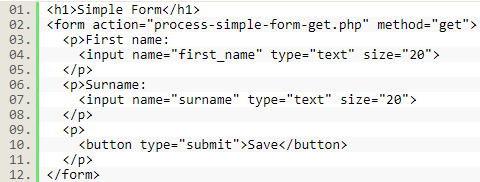 01. <h1>Simple Form</h1>
02. <form action="process-simple-form-get.php" method="get">
03.   <p>First name:
04.     <input name="first_name" type="text" size="20">
05.   </p>
06.   <p>Surname:
07.     <input name="surname" type="text" size="20">
08.   </p>
09.   <p>
10.     <button type="submit">Save</button>
11.   </p>
12. </form>